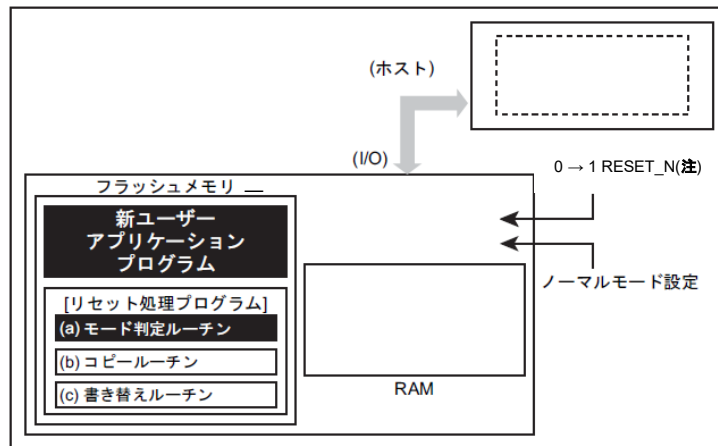 (ホスト)
(I/O)
0 → 1 RESET_N(注)
フラッシュメモリ
新ユーザー
アプリケーション
プログラム
ノーマルモード設定
[リセット処理プログラム]
(a) モード判定ルーチン
(b) コピールーチン
(c) 書き替えルーチン
RAM